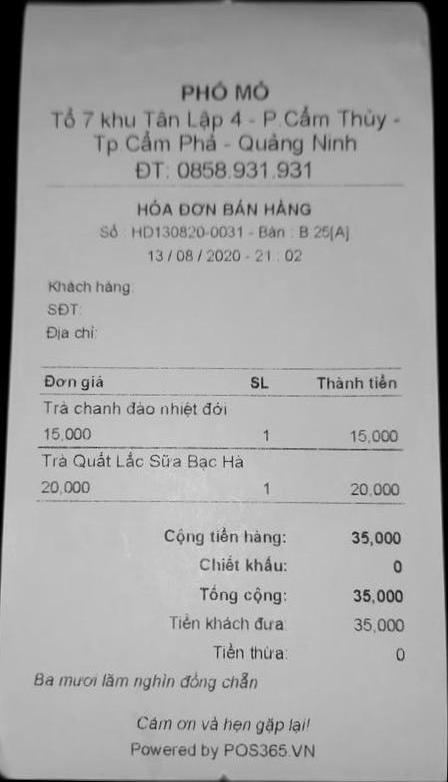 PHỐ MỎ
Tổ 7 khu Tân Lập 4 - P.Cẩm Thủy -
Tp Cẩm Phả - Quảng Ninh
ĐT: 0858.931.931
HÓA ĐƠN BÁN HÀNG
Số : HD130820-0031 - Bàn : B 25[A]
13 / 08 / 2020 - 21 : 02
Khách hàng:
SĐT:
Địa chỉ:
Đơn giá SL Thành tiền
Trà chanh đào nhiệt đới
15,000 1 15,000
Trà Quất Lắc Sữa Bạc Hà
20,000 1 20,000
Cộng tiền hàng: 35,000
Chiết khấu: 0
Tổng cộng: 35,000
Tiền khách đưa: 35,000
Tiền thừa: 0
Ba mươi lăm nghìn đồng chẵn
Cảm ơn và hẹn gặp lại!
Powered by POS365.VN